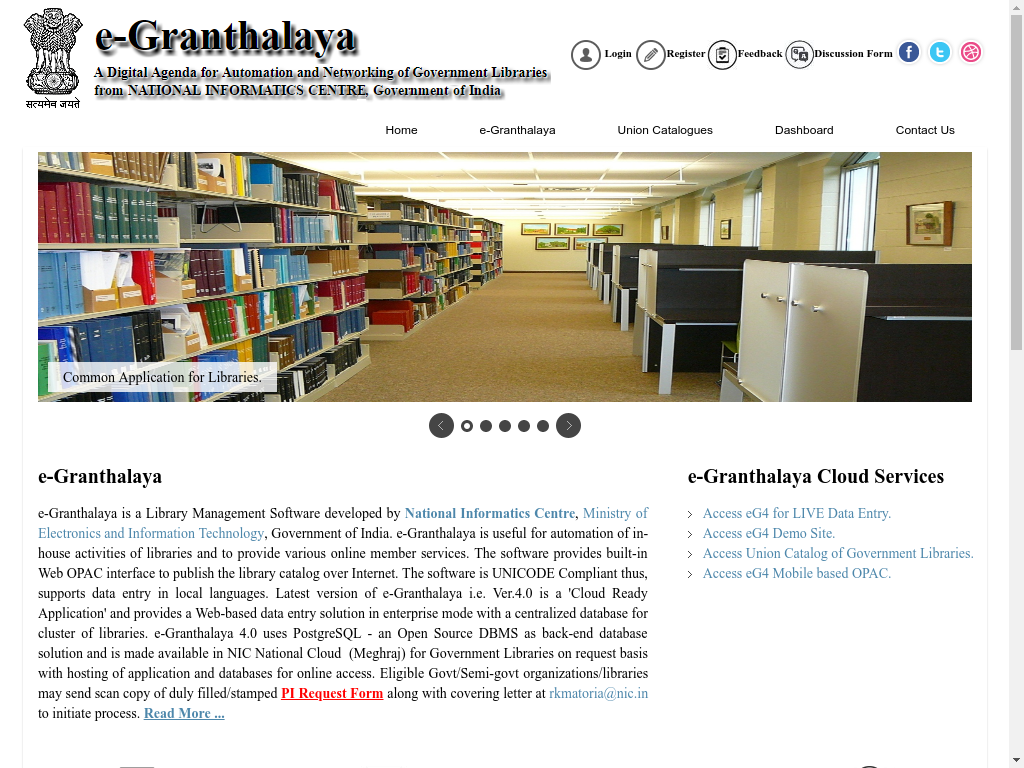 e-Granthalaya
A Digital Agenda for Automation and Networking of Government Libraries
from NATIONAL INFORMATICS CENTRE, Government of India
सत्यमेव जयते
Login Register Feedback Discussion Form
Home e-Granthalaya Union Catalogues Dashboard Contact Us
Common Application for Libraries.
e-Granthalaya
e-Granthalaya is a Library Management Software developed by National Informatics Centre, Ministry of
Electronics and Information Technology, Government of India. e-Granthalaya is useful for automation of in-
house activities of libraries and to provide various online member services. The software provides built-in
Web OPAC interface to publish the library catalog over Internet. The software is UNICODE Compliant thus,
supports data entry in local languages. Latest version of e-Granthalaya i.e. Ver.4.0 is a 'Cloud Ready
Application' and provides a Web-based data entry solution in enterprise mode with a centralized database for
cluster of libraries. e-Granthalaya 4.0 uses PostgreSQL - an Open Source DBMS as back-end database
solution and is made available in NIC National Cloud (Meghraj) for Government Libraries on request basis
with hosting of application and databases for online access. Eligible Govt/Semi-govt organizations/libraries
may send scan copy of duly filled/stamped PI Request Form along with covering letter at rkmatoria@nic.in
to initiate process. Read More ...
e-Granthalaya Cloud Services
Access eG4 for LIVE Data Entry.
Access eG4 Demo Site.
Access Union Catalog of Government Libraries.
Access eG4 Mobile based OPAC.